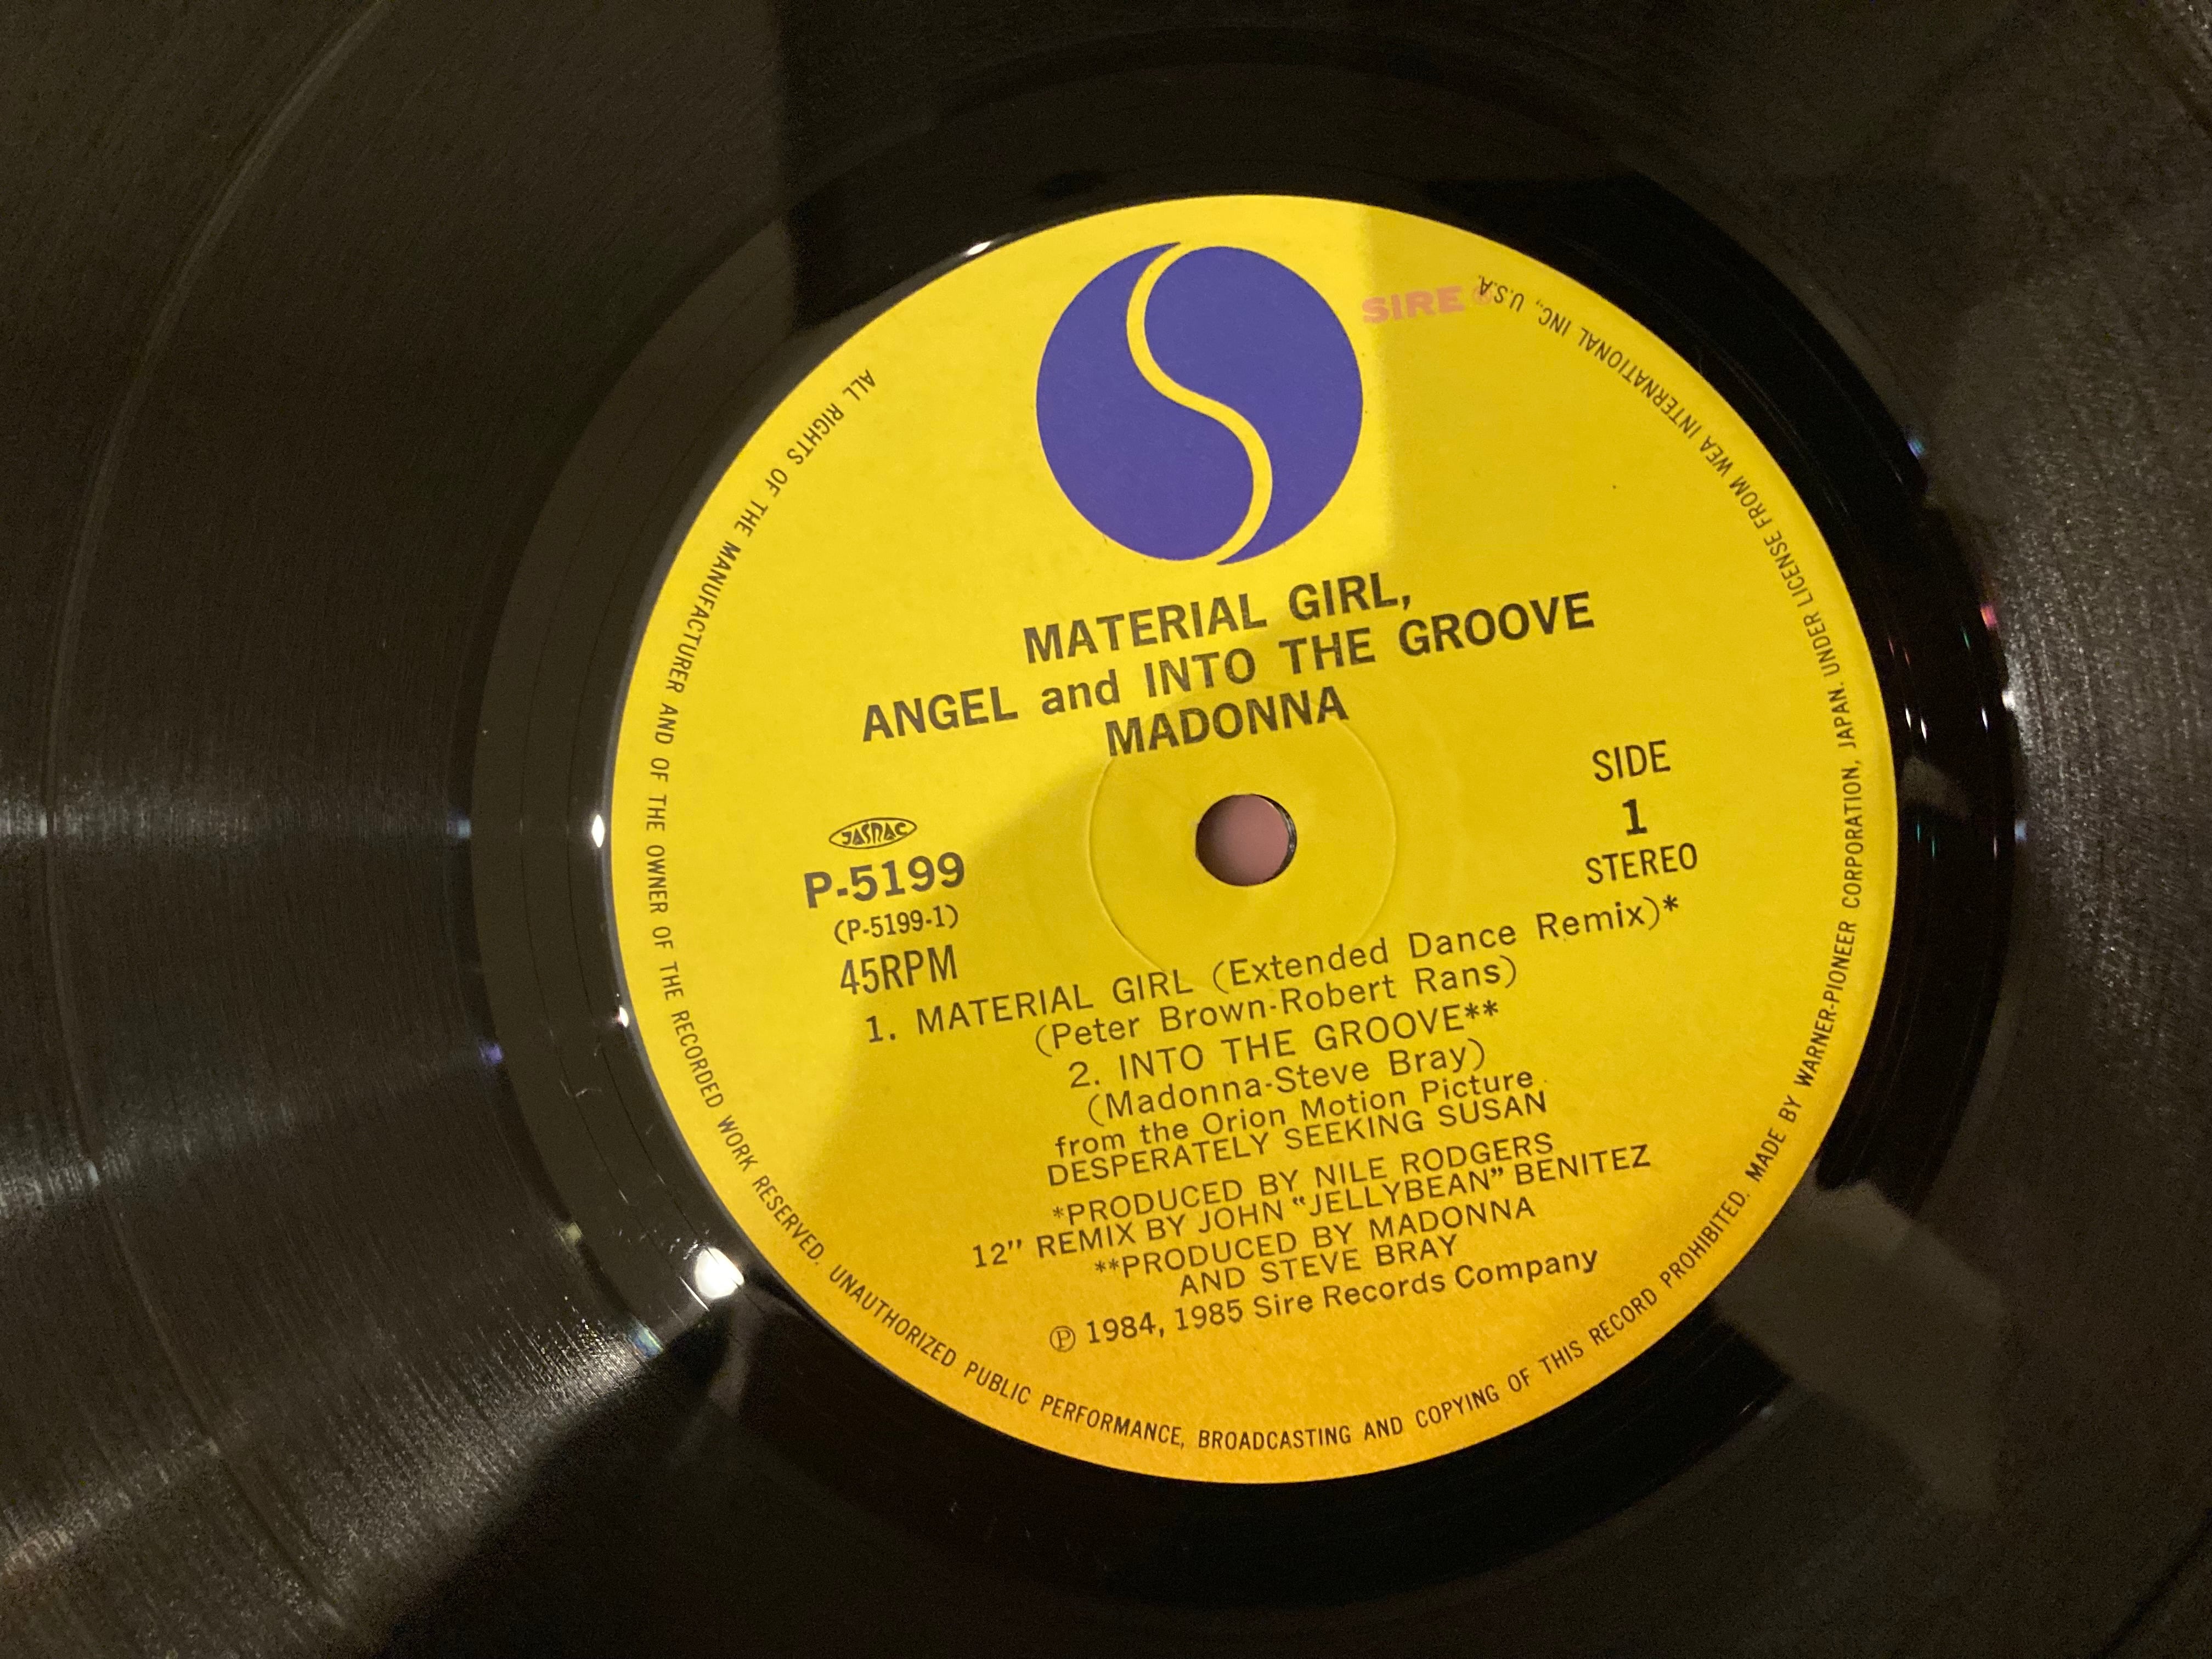 SIRE ®
MATERIAL GIRL,
ANGEL and INTO THE GROOVE
MADONNA
JASRAC
P-5199
(P-5199-1)
45RPM
SIDE
1
STEREO
1. MATERIAL GIRL (Extended Dance Remix)*
(Peter Brown-Robert Rans)
2. INTO THE GROOVE**
(Madonna-Steve Bray)
from the Orion Motion Picture
DESPERATELY SEEKING SUSAN
*PRODUCED BY NILE RODGERS
12" REMIX BY JOHN “JELLYBEAN” BENITEZ
**PRODUCED BY MADONNA
AND STEVE BRAY
Ⓟ 1984, 1985 Sire Records Company
ALL RIGHTS OF THE MANUFACTURER AND OF THE OWNER OF THE RECORDED WORK RESERVED. UNAUTHORIZED PUBLIC PERFORMANCE, BROADCASTING AND COPYING OF THIS RECORD PROHIBITED. MADE BY WARNER-PIONEER CORPORATION, JAPAN. UNDER LICENSE FROM WEA INTERNATIONAL INC., U.S.A.